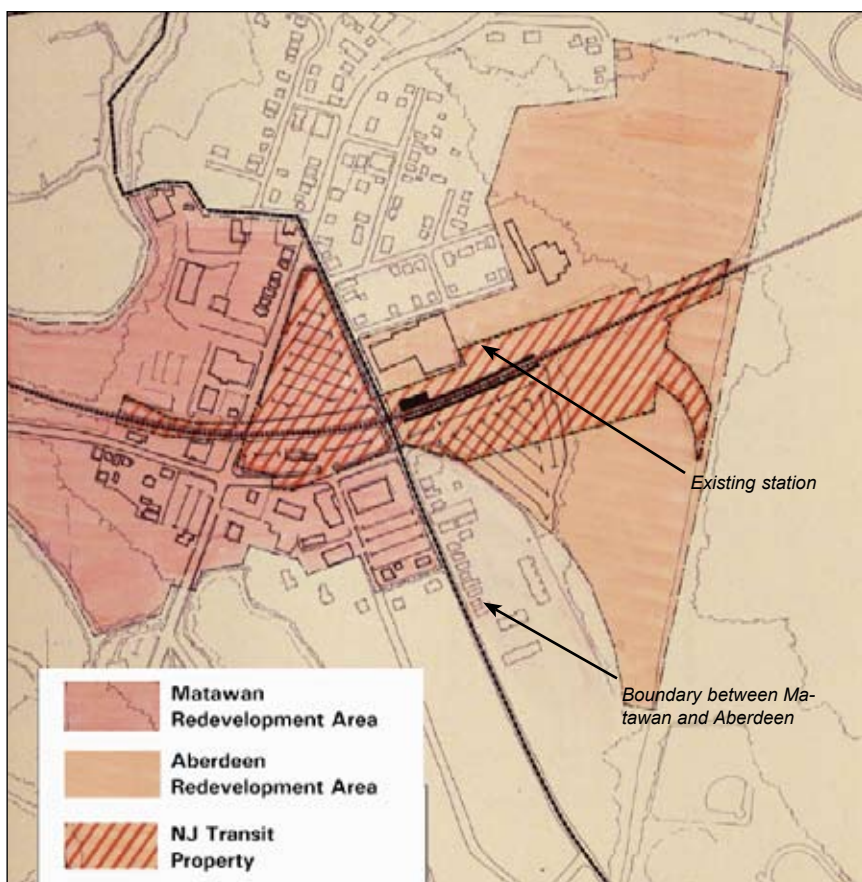 Existing station
Boundary between Ma-
tawan and Aberdeen
Matawan
Redevelopment Area
Aberdeen
Redevelopment Area
NJ Transit
Property